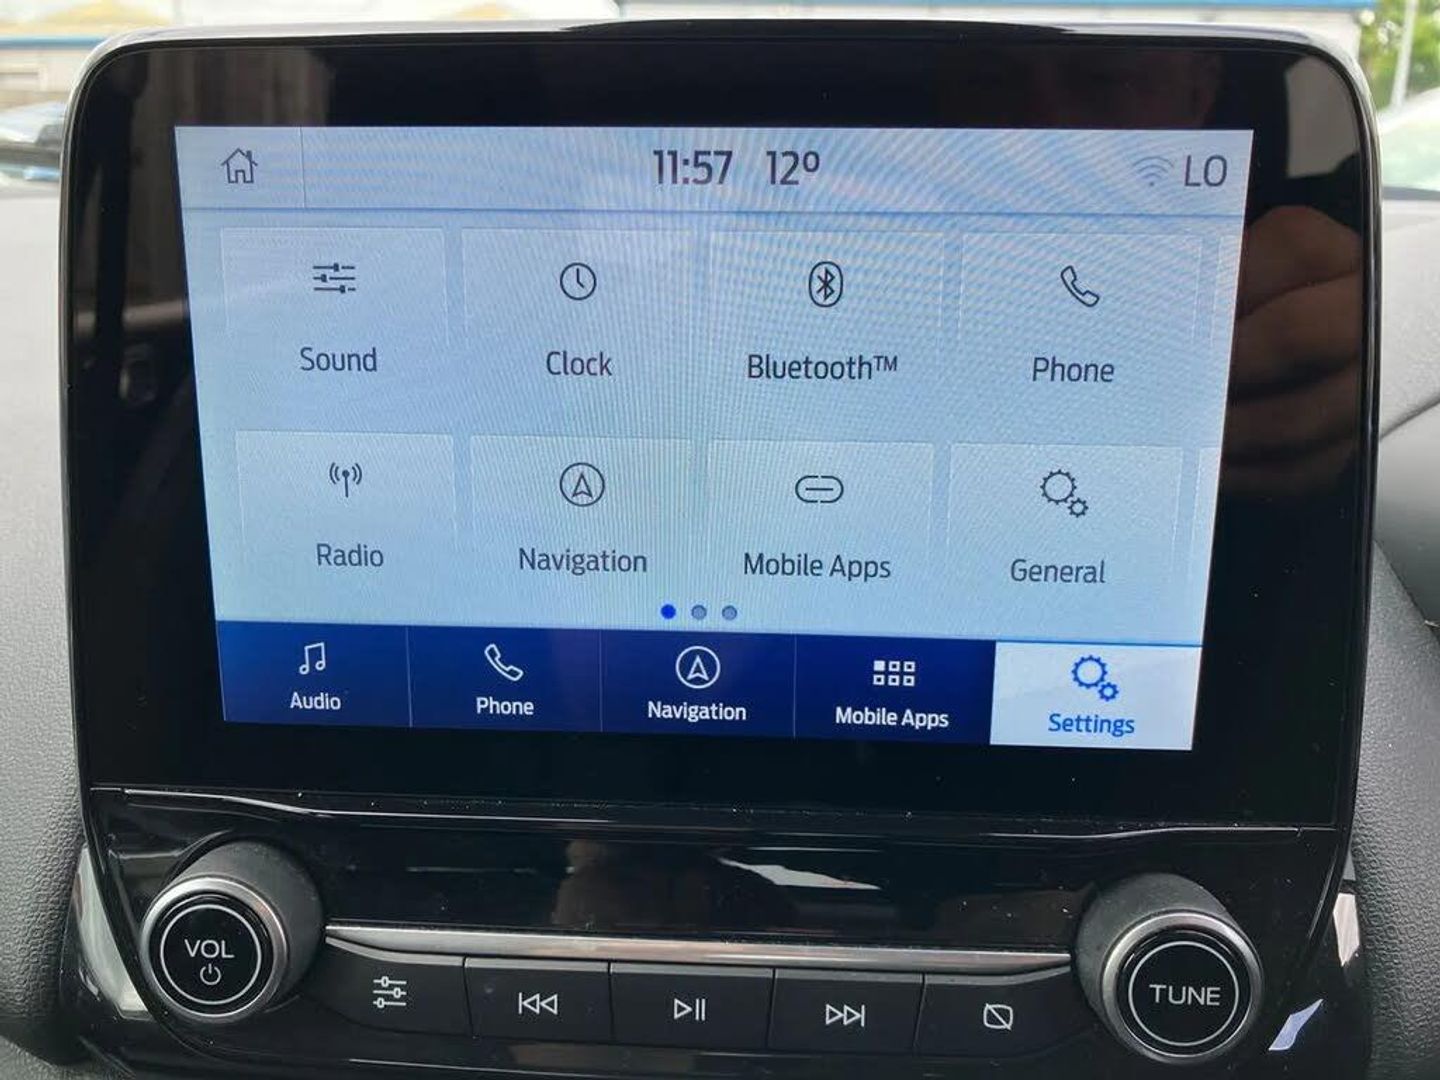 11:57 12º LO
Sound Clock Bluetooth™ Phone
Radio Navigation Mobile Apps General
Audio Phone Navigation Mobile Apps Settings
VOL
TUNE